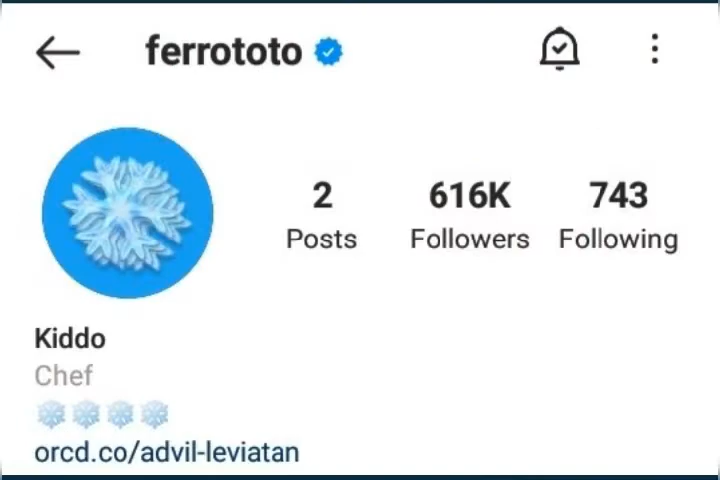 ferrototo
2 616K 743
Posts Followers Following
Kiddo
Chef
❄️❄️❄️❄️
orcd.co/advil-leviatan